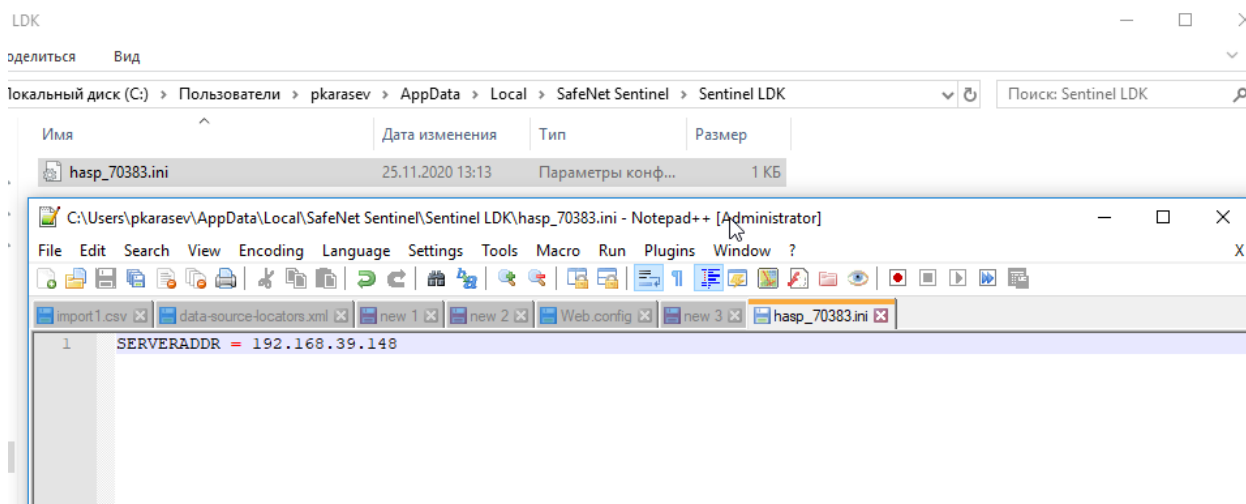 LDK
оделиться Вид
Локальный диск (C:) > Пользователи > pkarasev > AppData > Local > SafeNet Sentinel > Sentinel LDK Поиск: Sentinel LDK
Имя Дата изменения Тип Размер
hasp_70383.ini 25.11.2020 13:13 Параметры конф... 1 КБ
C:\Users\pkarasev\AppData\Local\SafeNet Sentinel\Sentinel LDK\hasp_70383.ini - Notepad++ [Administrator]
File Edit Search View Encoding Language Settings Tools Macro Run Plugins Window ? X
import1.csv data-source-locators.xml new 1 new 2 Web.config new 3 hasp_70383.ini
1 SERVERADDR = 192.168.39.148